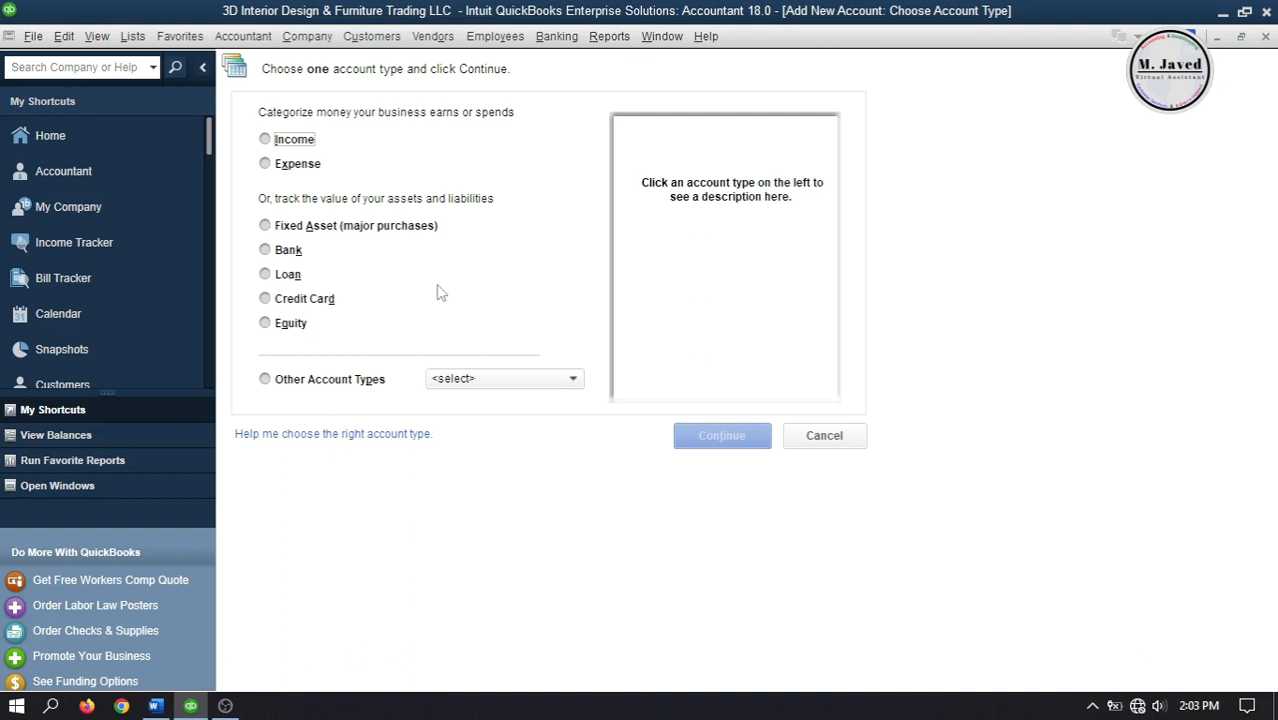 3D Interior Design & Furniture Trading LLC - Intuit QuickBooks Enterprise Solutions: Accountant 18.0 - [Add New Account: Choose Account Type]
File Edit View Lists Favorites Accountant Company Customers Vendors Employees Banking Reports Window Help
Search Company or Help
My Shortcuts
Home
Accountant
My Company
Income Tracker
Bill Tracker
Calendar
Snapshots
Customers
My Shortcuts
View Balances
Run Favorite Reports
Open Windows
Do More With QuickBooks
Get Free Workers Comp Quote
Order Labor Law Posters
Order Checks & Supplies
Promote Your Business
See Funding Options
Choose one account type and click Continue.
Categorize money your business earns or spends
Income
Expense
Or, track the value of your assets and liabilities
Fixed Asset (major purchases)
Bank
Loan
Credit Card
Equity
Other Account Types
<select>
Click an account type on the left to
see a description here.
Help me choose the right account type.
Continue
Cancel
M. Javed
Virtual Assistant
2:03 PM